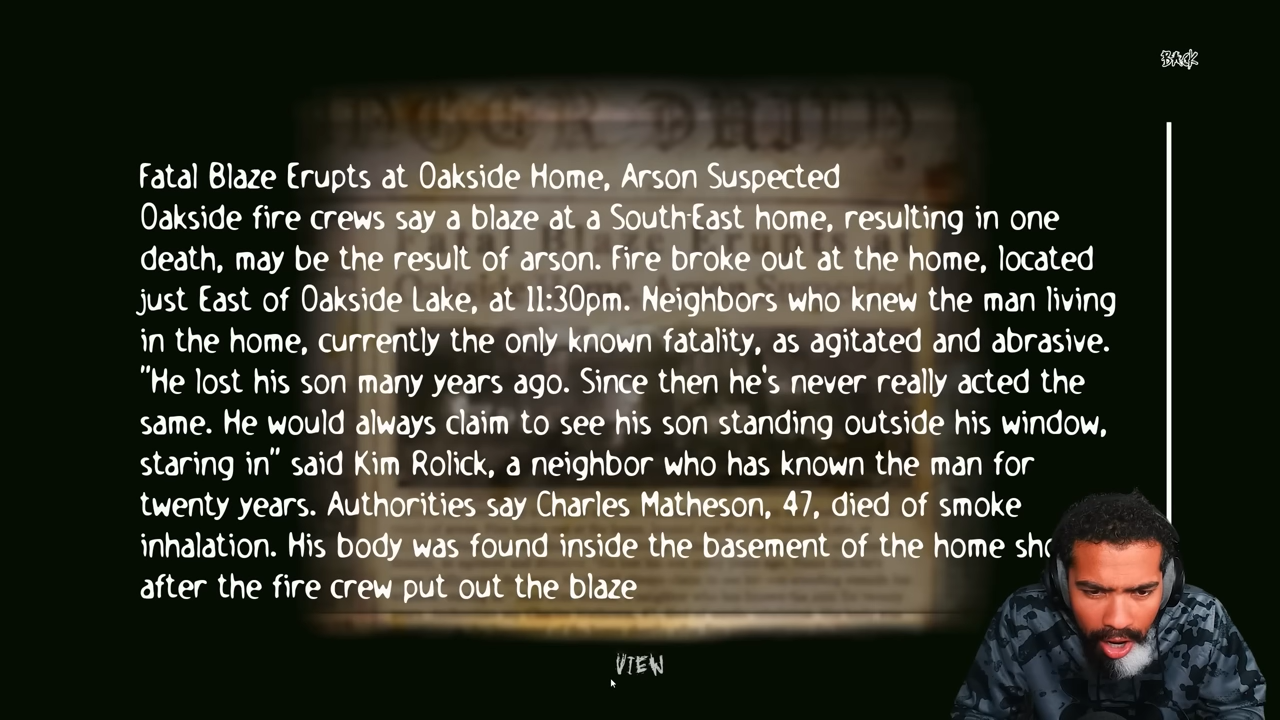 BACK
Fatal Blaze Erupts at Oakside Home, Arson Suspected
Oakside fire crews say a blaze at a South-East home, resulting in one
death, may be the result of arson. Fire broke out at the home, located
just East of Oakside Lake, at 11:30pm. Neighbors who knew the man living
in the home, currently the only known fatality, as agitated and abrasive.
"He lost his son many years ago. Since then he's never really acted the
same. He would always claim to see his son standing outside his window,
staring in" said Kim Rolick, a neighbor who has known the man for
twenty years. Authorities say Charles Matheson, 47, died of smoke
inhalation. His body was found inside the basement of the home
after the fire crew put out the blaze
VIEW